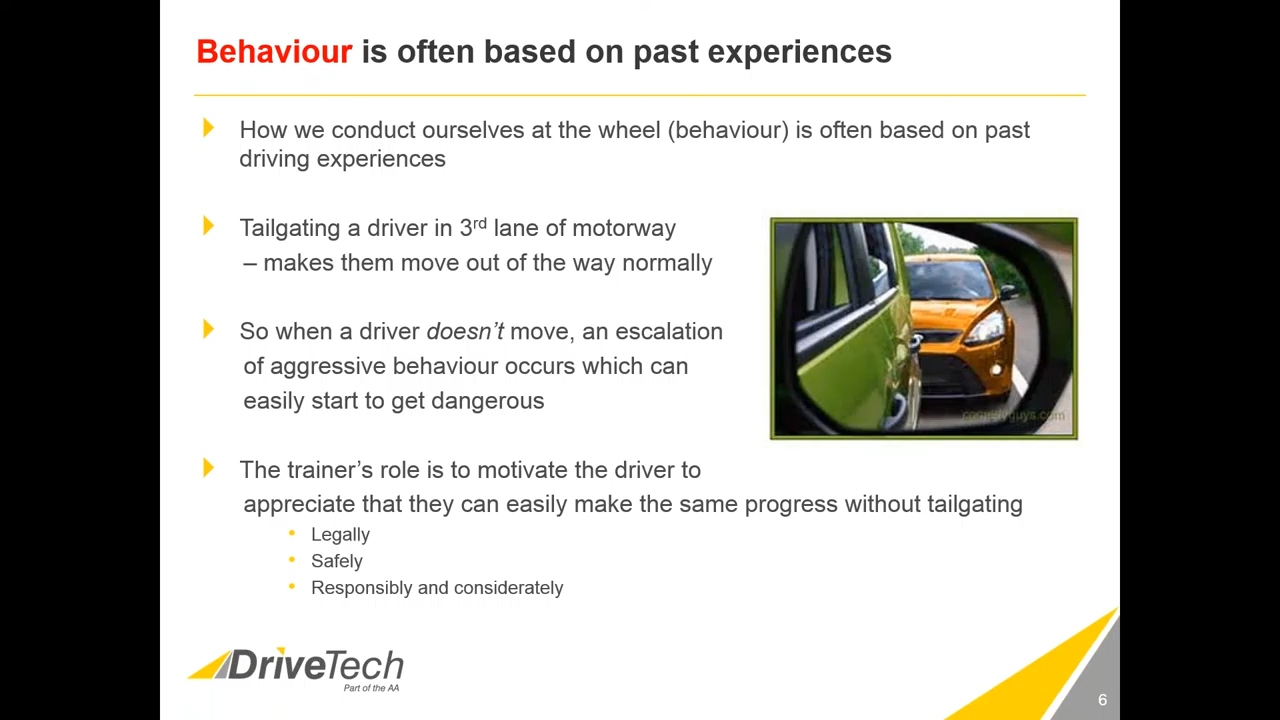 Behaviour is often based on past experiences
How we conduct ourselves at the wheel (behaviour) is often based on past
driving experiences
Tailgating a driver in 3rd lane of motorway
– makes them move out of the way normally
So when a driver doesn't move, an escalation
of aggressive behaviour occurs which can
easily start to get dangerous
The trainer's role is to motivate the driver to
appreciate that they can easily make the same progress without tailgating
Legally
Safely
Responsibly and considerately
DriveTech
Part of the AA
6